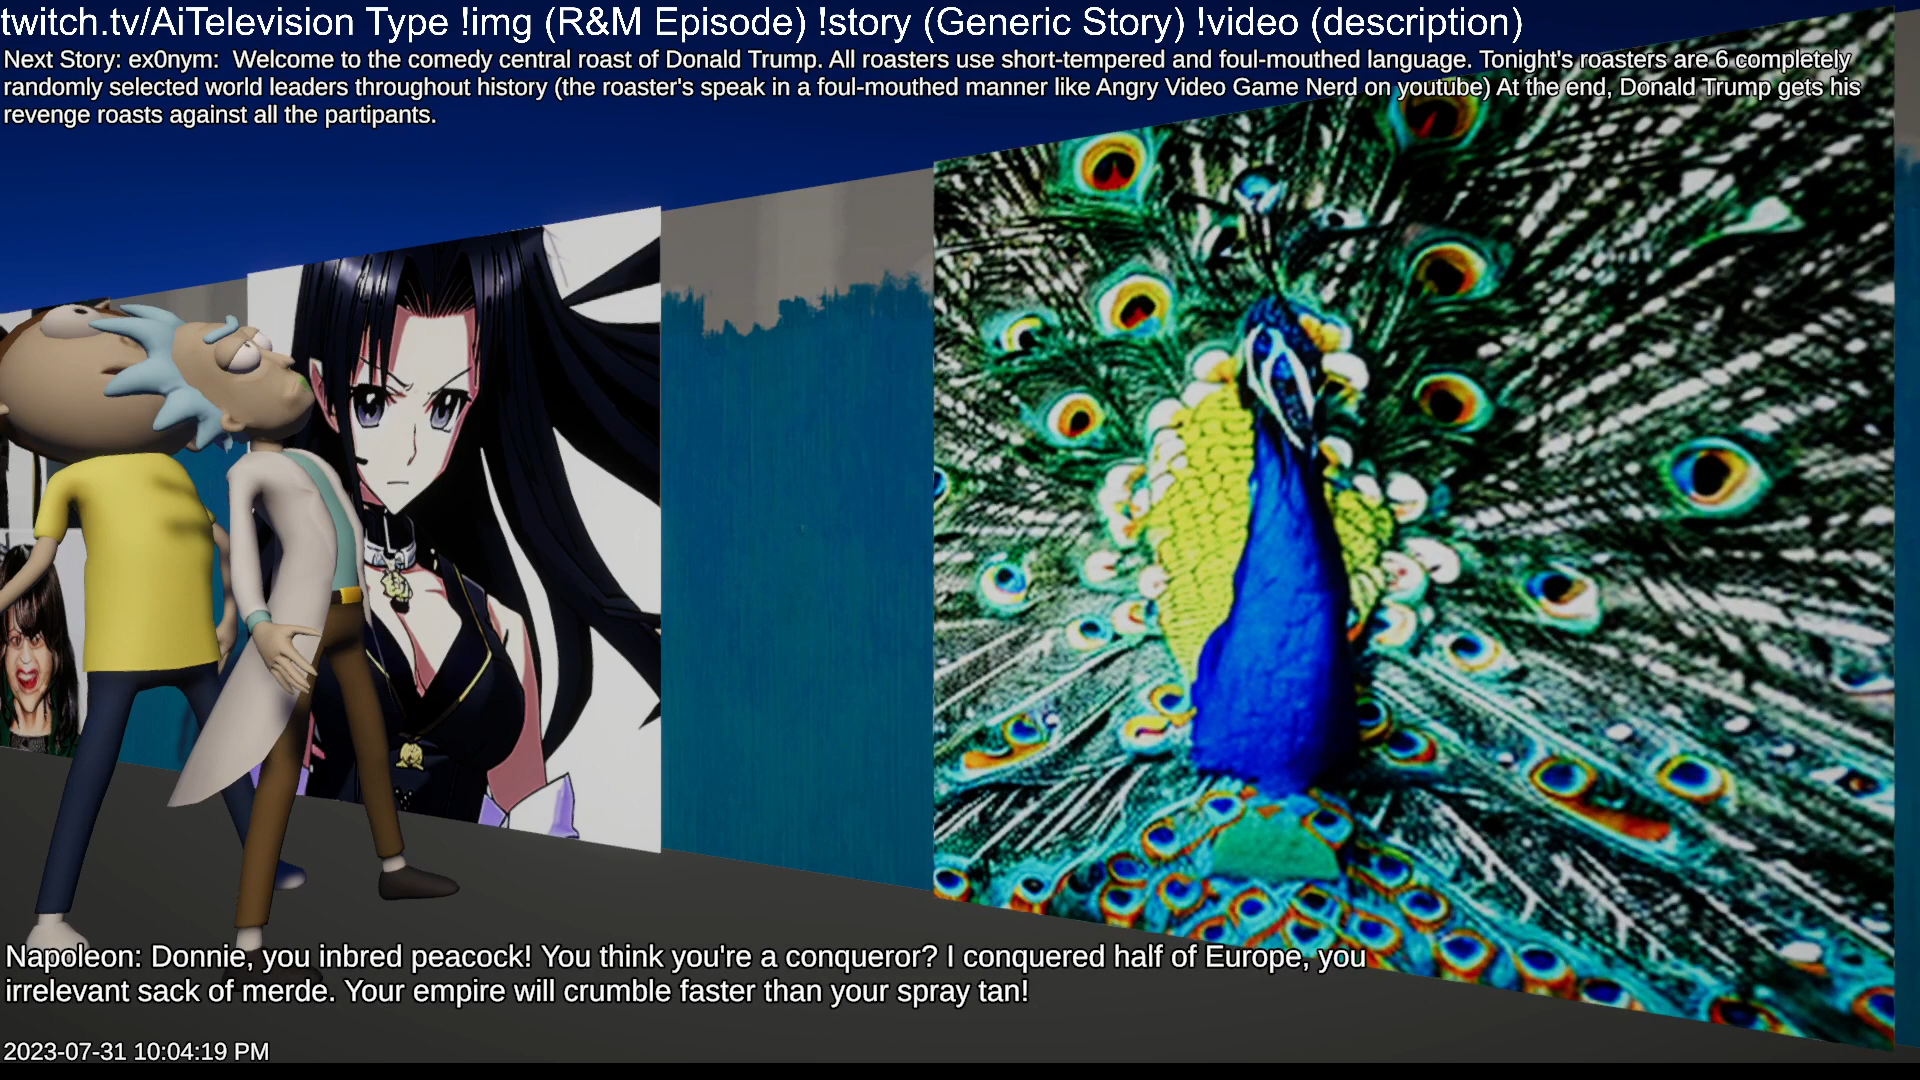 twitch.tv/AiTelevision Type !img (R&M Episode) !story (Generic Story) !video (description)
Next Story: ex0nym:  Welcome to the comedy central roast of Donald Trump. All roasters use short-tempered and foul-mouthed language. Tonight's roasters are 6 completely
randomly selected world leaders throughout history (the roaster's speak in a foul-mouthed manner like Angry Video Game Nerd on youtube) At the end, Donald Trump gets his
revenge roasts against all the partipants.
Napoleon: Donnie, you inbred peacock! You think you're a conqueror? I conquered half of Europe, you
irrelevant sack of merde. Your empire will crumble faster than your spray tan!
2023-07-31 10:04:19 PM